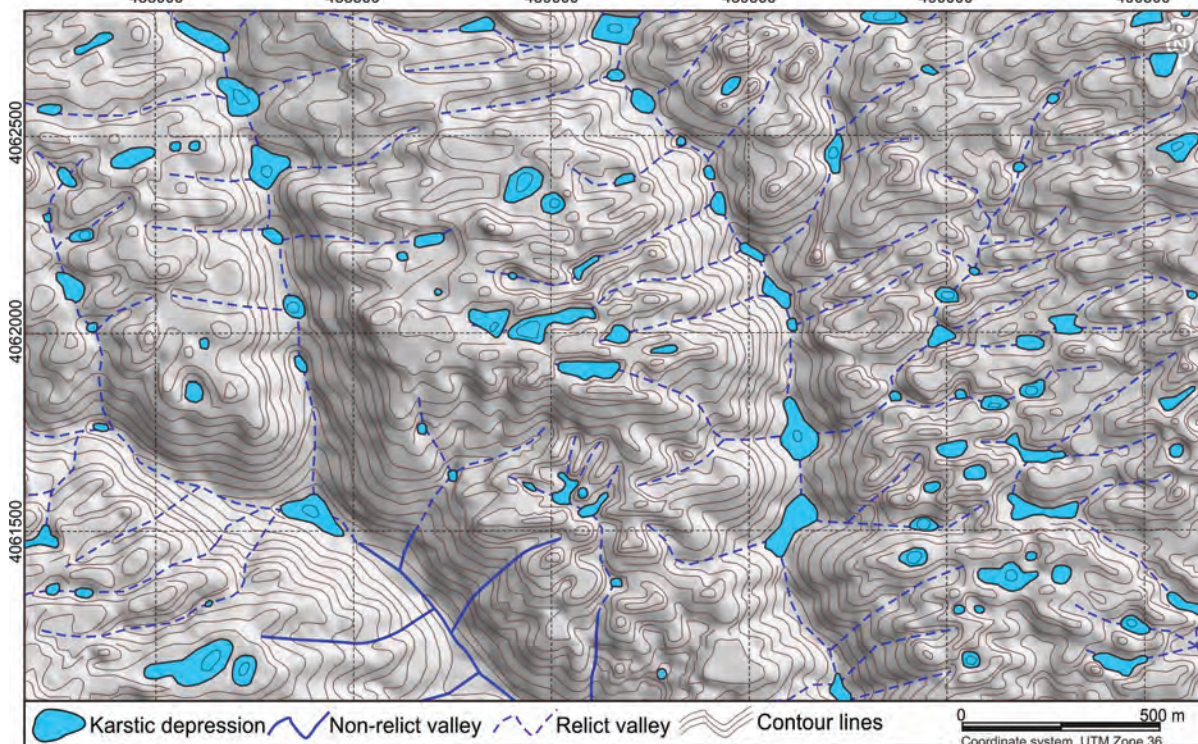 4062500
4062000
4061500
Karstic depression
Non-relict valley
Relict valley
Contour lines
0 500 m
Coordinate system, UTM Zone 36